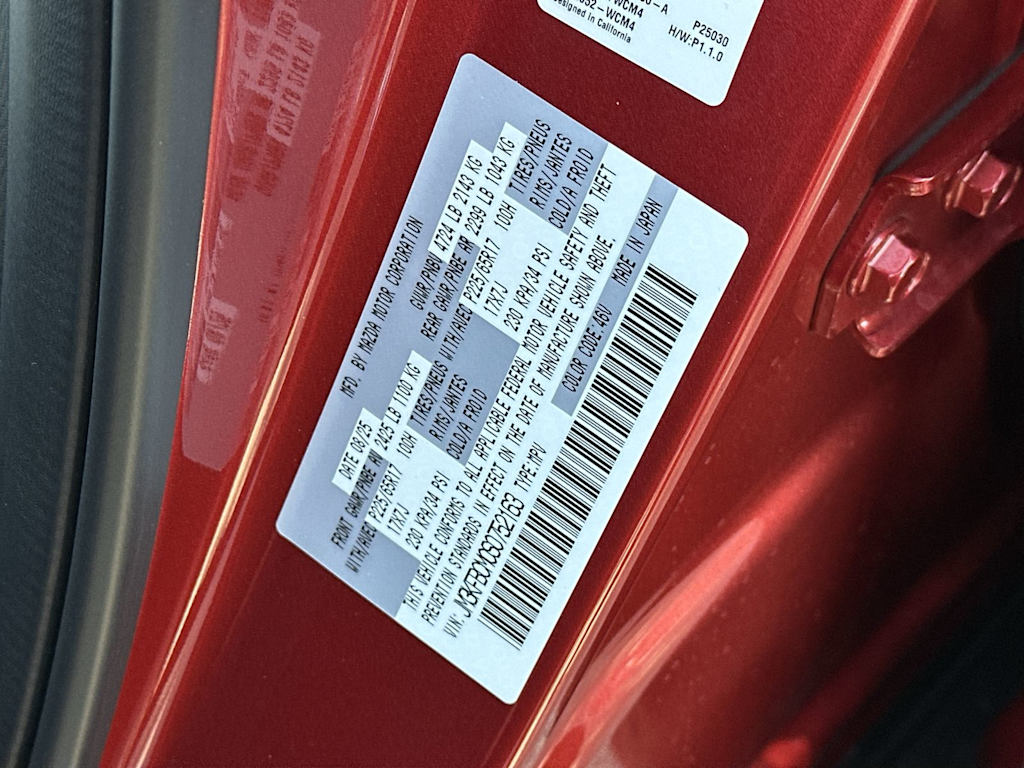 WCM4
032-WCM4
Designed in California
P25030
H/W:P1.1.0
MFD. BY MAZDA MOTOR CORPORATION
DATE 08/25 GVWR/PNBV 4724 LB 2143 KG
FRONT GAWR/PNBE AV 2425 LB 1100 KG REAR GAWR/PNBE AR 2299 LB 1043 KG
WITH/AVEC P225/65R17 100H TIRES/PNEUS WITH/AVEC P225/65R17 100H TIRES/PNEUS
17X7J RIMS/JANTES 17X7J RIMS/JANTES
230 KPA/34 PSI COLD/A FROID 230 KPA/34 PSI COLD/A FROID
THIS VEHICLE CONFORMS TO ALL APPLICABLE FEDERAL MOTOR VEHICLE SAFETY AND THEFT
PREVENTION STANDARDS IN EFFECT ON THE DATE OF MANUFACTURE SHOWN ABOVE.
VIN: TYPE:MPV COLOR CODE:46V MADE IN JAPAN